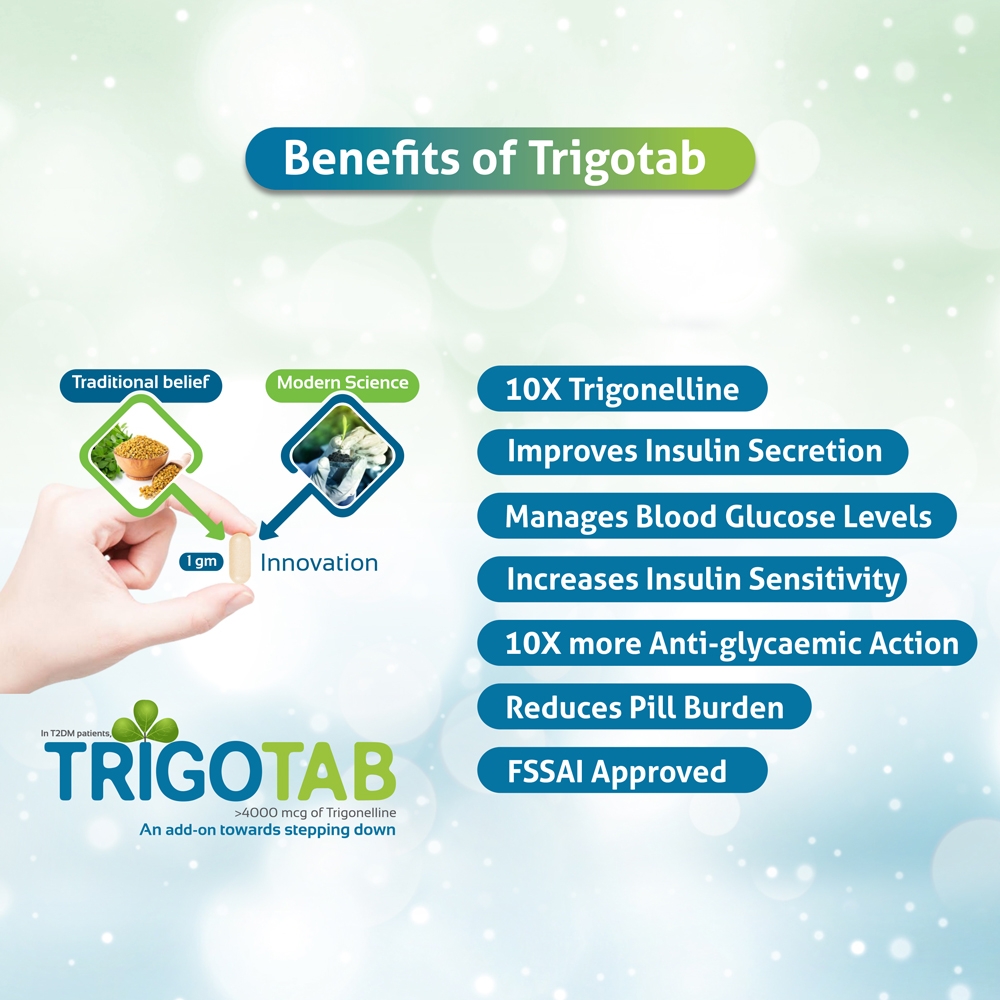 Benefits of Trigotab
Traditional belief
Modern Science
1 gm
Innovation
In T2DM patients,
TRIGOTAB
>4000 mcg of Trigonelline
An add-on towards stepping down
10X Trigonelline
Improves Insulin Secretion
Manages Blood Glucose Levels
Increases Insulin Sensitivity
10X more Anti-glycaemic Action
Reduces Pill Burden
FSSAI Approved